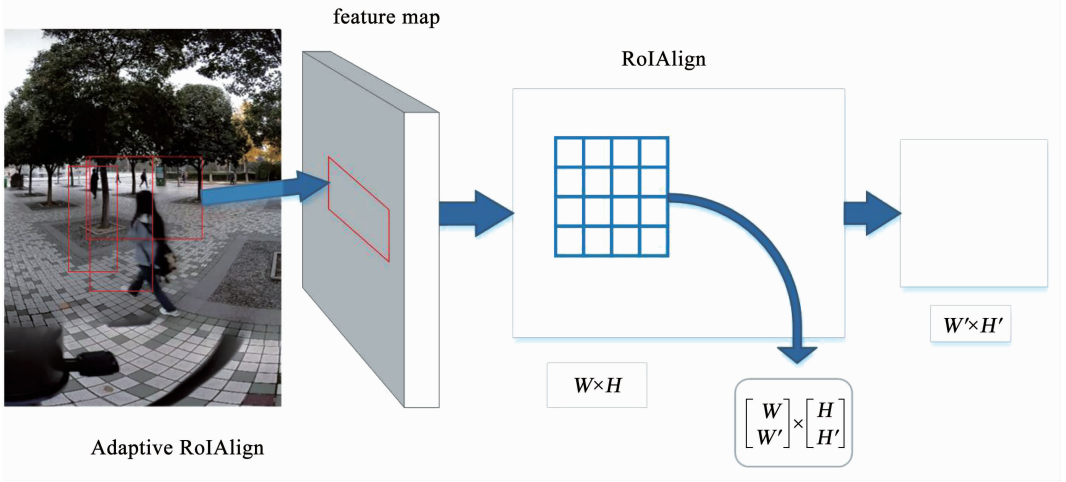 feature map
RoIAlign
W'×H'
W×H
[W] × [H]
[W'] [H']
Adaptive RoIAlign